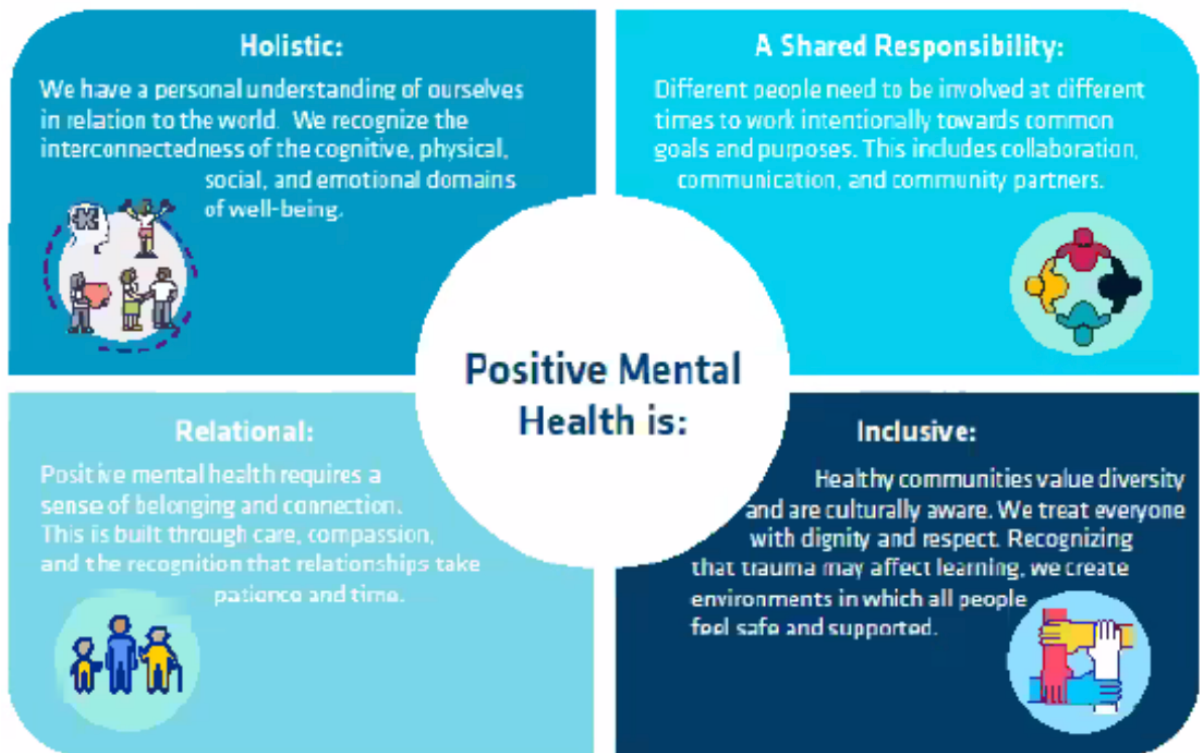 Holistic:
We have a personal understanding of ourselves
in relation to the world. We recognize the
interconnectedness of the cognitive, physical,
social, and emotional domains
of well-being.
A Shared Responsibility:
Different people need to be involved at different
times to work intentionally towards common
goals and purposes. This includes collaboration,
communication, and community partners.
Positive Mental
Health is:
Relational:
Positive mental health requires a
sense of belonging and connection.
This is built through care, compassion,
and the recognition that relationships take
patience and time.
Inclusive:
Healthy communities value diversity
and are culturally aware. We treat everyone
with dignity and respect. Recognizing
that trauma may affect learning, we create
environments in which all people
feel safe and supported.